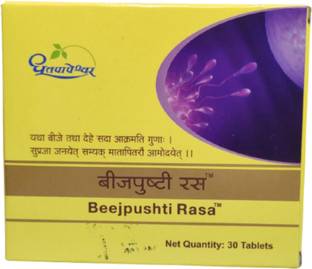 धूतपापेश्वर
यथा बीजे तथा देहे सदा आक्रमति गुणाः ।
सुप्रजा जनयेत् सम्यक् मातापितरौ आमोदयेत् ।।
बीजपुष्टी रस™
Beejpushti Rasa™
Net Quantity: 30 Tablets